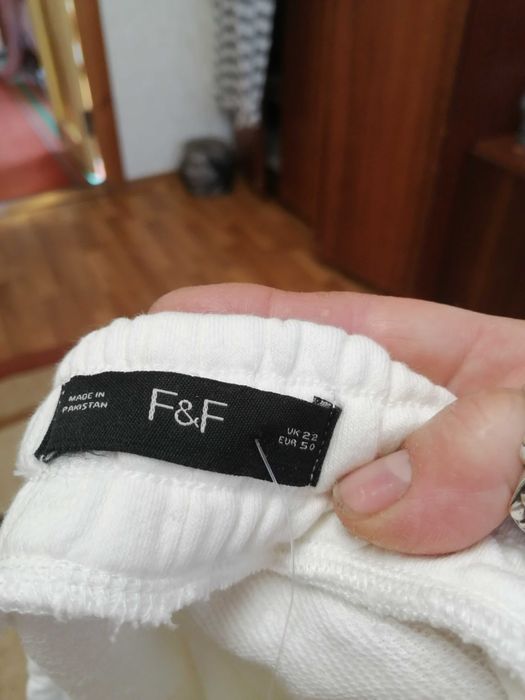 MADE IN
PAKISTAN
F&F
UK 22
EUR 50